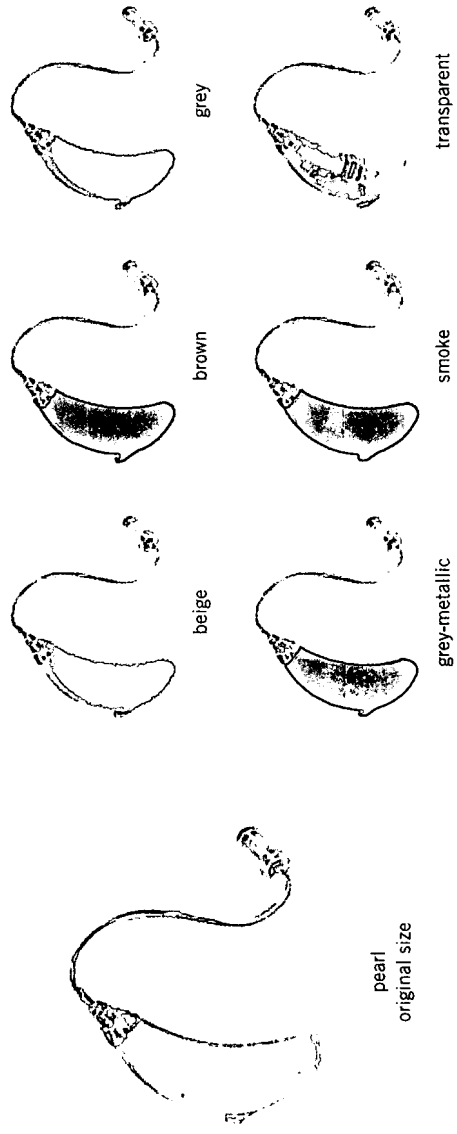 pearl
original size
beige
brown
grey
grey-metallic
smoke
transparent